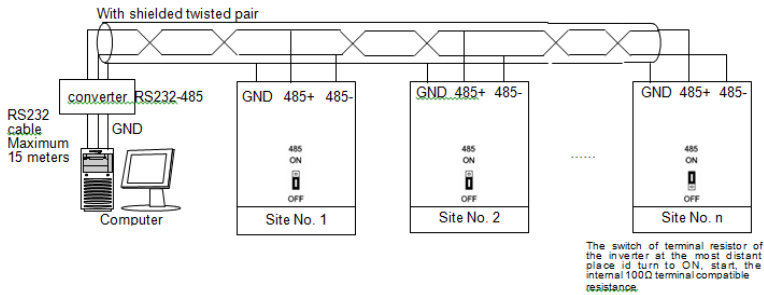 With shielded twisted pair
converter RS232-485
RS232
cable
Maximum
15 meters
GND
Computer
GND 485+ 485-
485
ON
OFF
Site No. 1
GND 485+ 485-
485
ON
OFF
Site No. 2
......
GND 485+ 485-
485
ON
OFF
Site No. n
The switch of terminal resistor of
the inverter at the most distant
place id turn to ON, start, the
internal 100Ω terminal compatible
resistance